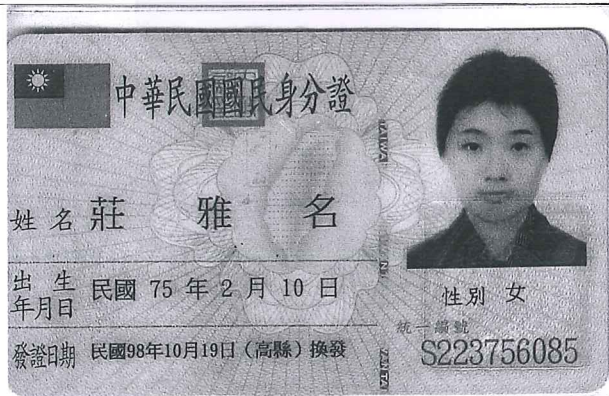 中華民國國民身分證
姓名 莊雅名
出生年月日 民國 75 年 2 月 10 日
性別 女
發證日期 民國98年10月19日（高縣）換發
統一編號
S223756085